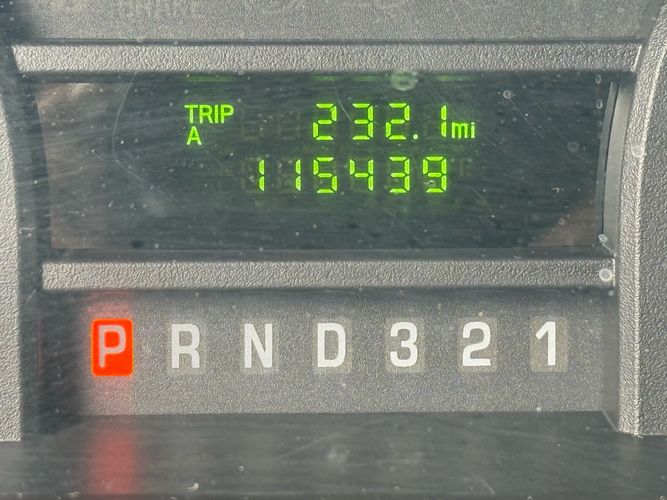 TRIP 232.1 mi
A
115439
P R N D 3 2 1